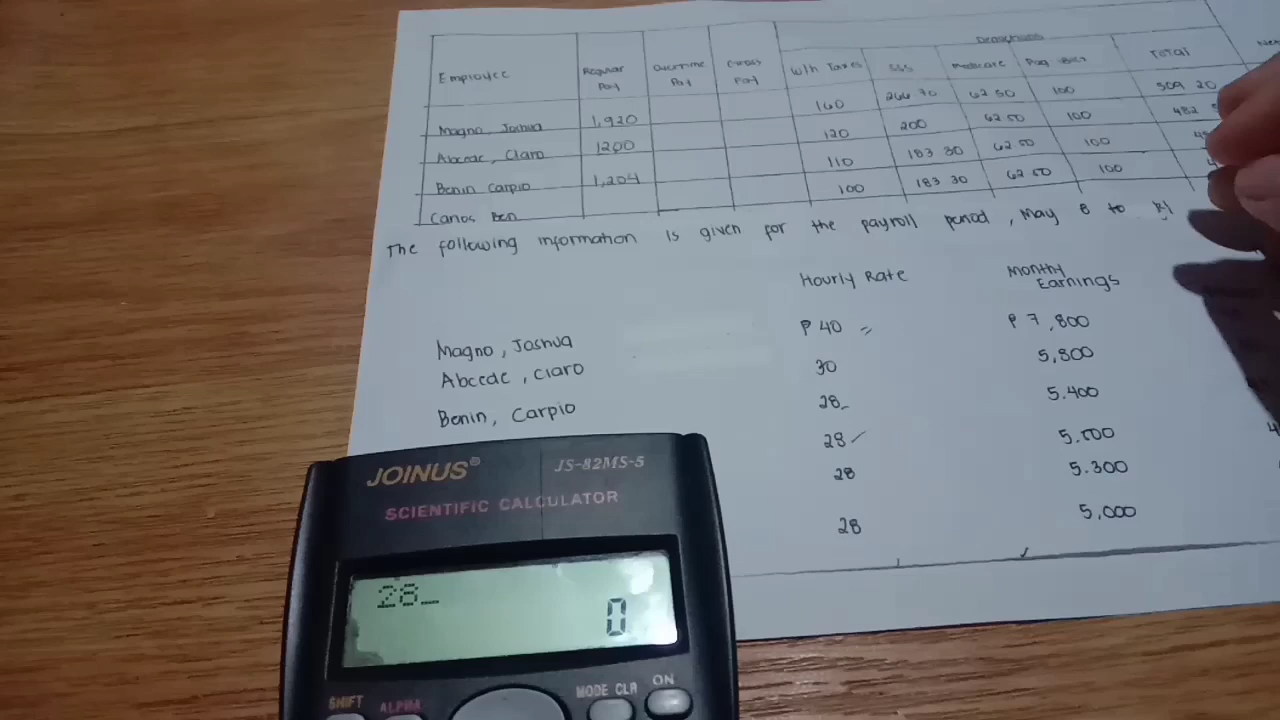 Deductions
Employee Regular Pay Overtime Pay Gross Pay W/h Taxes SSS Medicare Pag-ibig TOTAL
Magno, Joshua 1,920 160 266 70 62 50 100 509 20
Abcede, Claro 1200 120 200 62 50 100 482
Benin Carpio 1,204 110 183 30 62 50 100
Canos Ben 100 183 30 62 50 100
The following information is given for the payroll period, May 8 to
Hourly Rate Monthly Earnings
Magno, Joshua ₱ 40 ₱ 7,800
Abcede, Claro 30 5,800
Benin, Carpio 28 5.400
28
28 5.300
28 5,000
JOINUS® JS-82MS-5
SCIENTIFIC CALCULATOR
28
0
SHIFT ALPHA MODE CLR ON